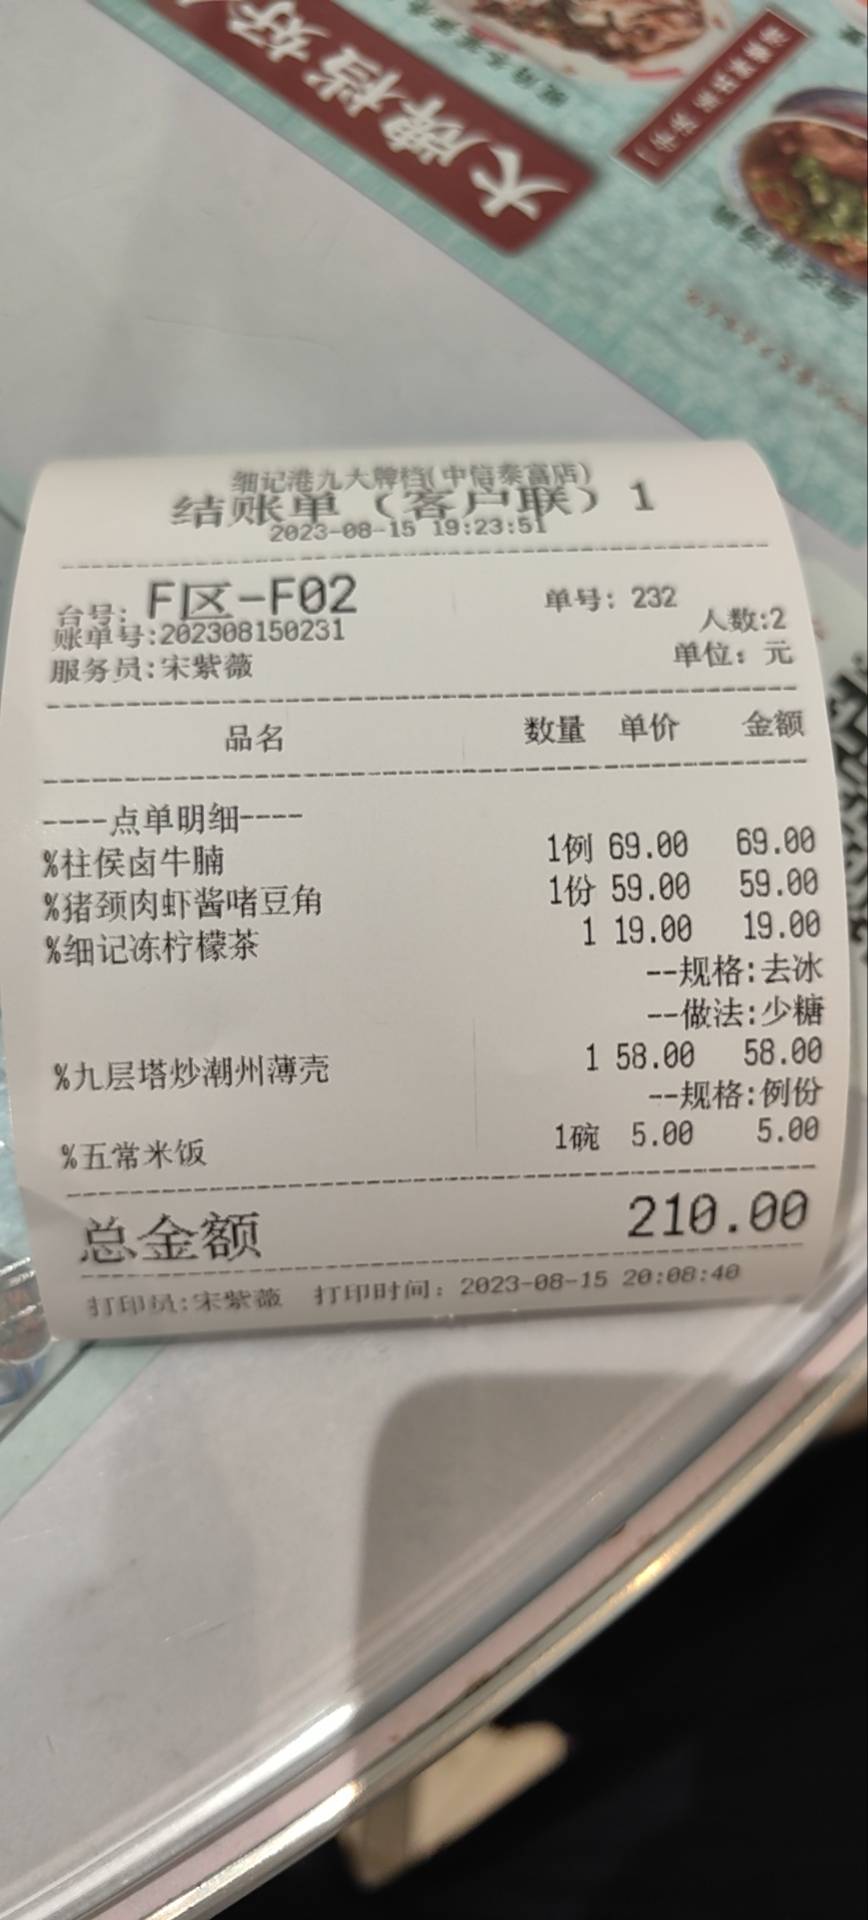 大牌档好
细记港九大牌档(中信泰富店)
结账单（客户联）1
2023-08-15 19:23:51
台号: F区-F02 单号: 232
账单号:202308150231 人数:2
服务员:宋紫薇 单位：元
品名 数量 单价 金额
----点单明细----
%柱侯卤牛腩 1例 69.00 69.00
%猪颈肉虾酱啫豆角 1份 59.00 59.00
%细记冻柠檬茶 1 19.00 19.00
--规格:去冰
--做法:少糖
%九层塔炒潮州薄壳 1 58.00 58.00
--规格:例份
%五常米饭 1碗 5.00 5.00
总金额 210.00
打印员:宋紫薇 打印时间：2023-08-15 20:08:40